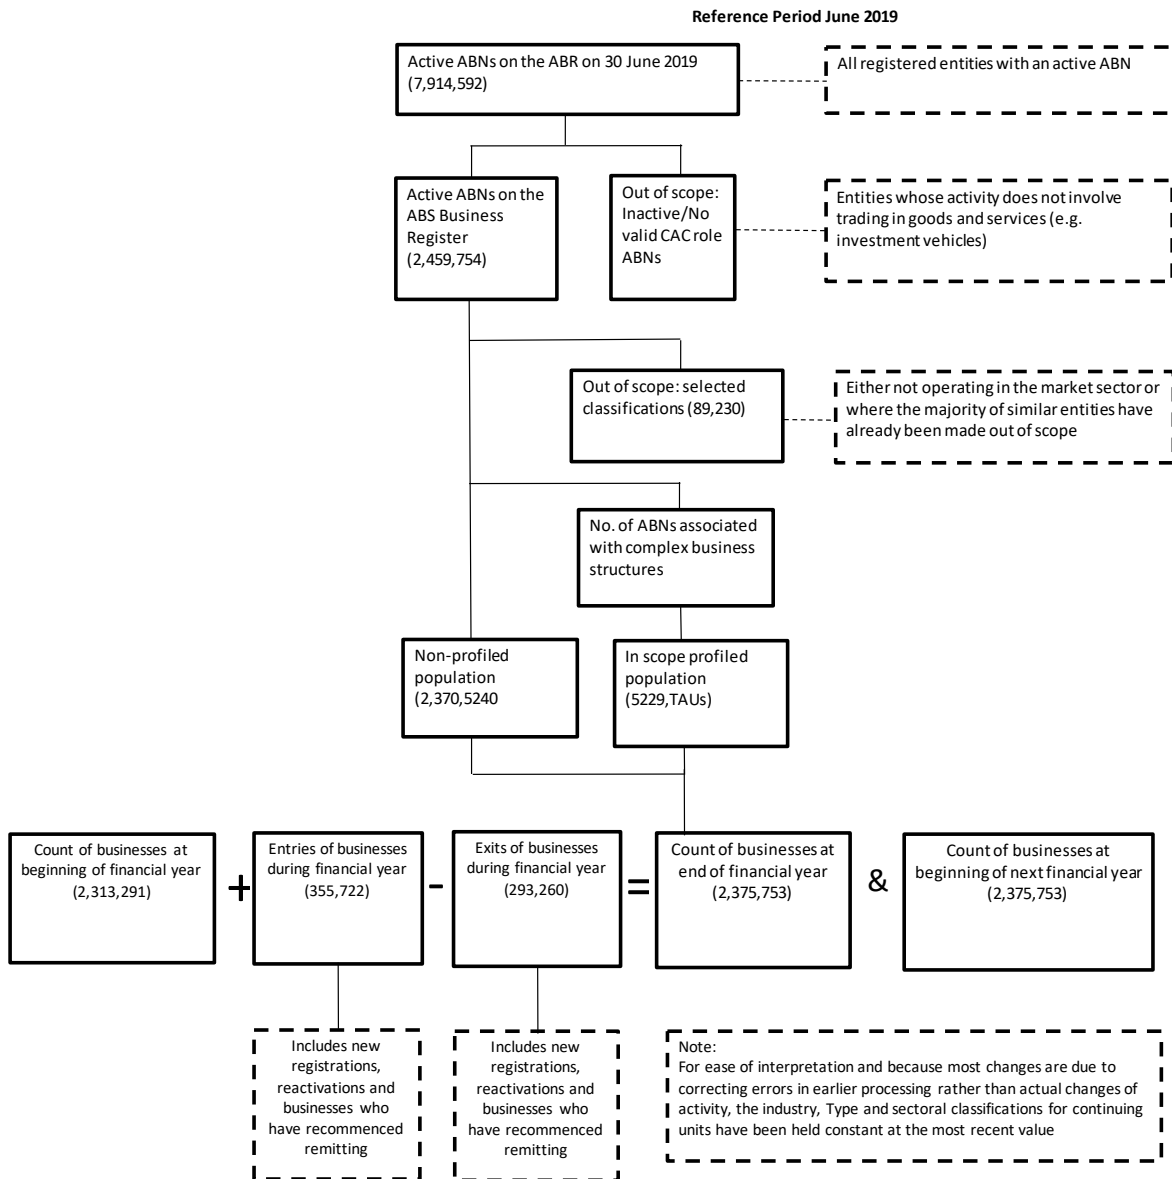 Reference Period June 2019
Active ABNs on the ABR on 30 June 2019
(7,914,592)
All registered entities with an active ABN
Active ABNs on the
ABS Business
Register
(2,459,754)
Out of scope:
Inactive/No
valid CAC role
ABNs
Entities whose activity does not involve
trading in goods and services (e.g.
investment vehicles)
Out of scope: selected
classifications (89,230)
Either not operating in the market sector or
where the majority of similar entities have
already been made out of scope
No. of ABNs associated
with complex business
structures
Non-profiled
population
(2,370,5240
In scope profiled
population
(5229,TAUs)
Count of businesses at
beginning of financial year
(2,313,291)
+
Entries of businesses
during financial year
(355,722)
-
Exits of businesses
during financial year
(293,260)
=
Count of businesses at
end of financial year
(2,375,753)
&
Count of businesses at
beginning of next financial year
(2,375,753)
Includes new
registrations,
reactivations and
businesses who
have recommenced
remitting
Includes new
registrations,
reactivations and
businesses who
have recommenced
remitting
Note:
For ease of interpretation and because most changes are due to
correcting errors in earlier processing rather than actual changes of
activity, the industry, Type and sectoral classifications for continuing
units have been held constant at the most recent value